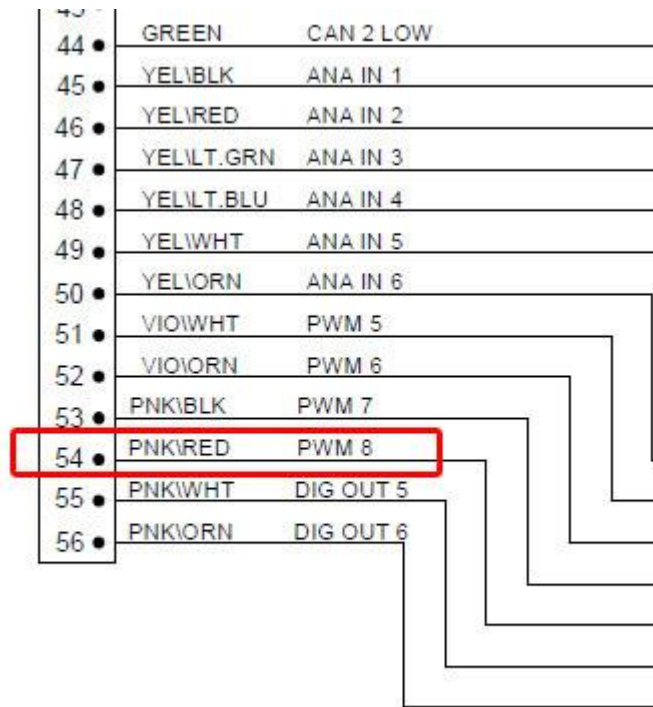 44 GREEN CAN 2 LOW
45 YEL\BLK ANA IN 1
46 YEL\RED ANA IN 2
47 YEL\LT.GRN ANA IN 3
48 YEL\LT.BLU ANA IN 4
49 YEL\WHT ANA IN 5
50 YEL\ORN ANA IN 6
51 VIO\WHT PWM 5
52 VIO\ORN PWM 6
53 PNK\BLK PWM 7
54 PNK\RED PWM 8
55 PNK\WHT DIG OUT 5
56 PNK\ORN DIG OUT 6